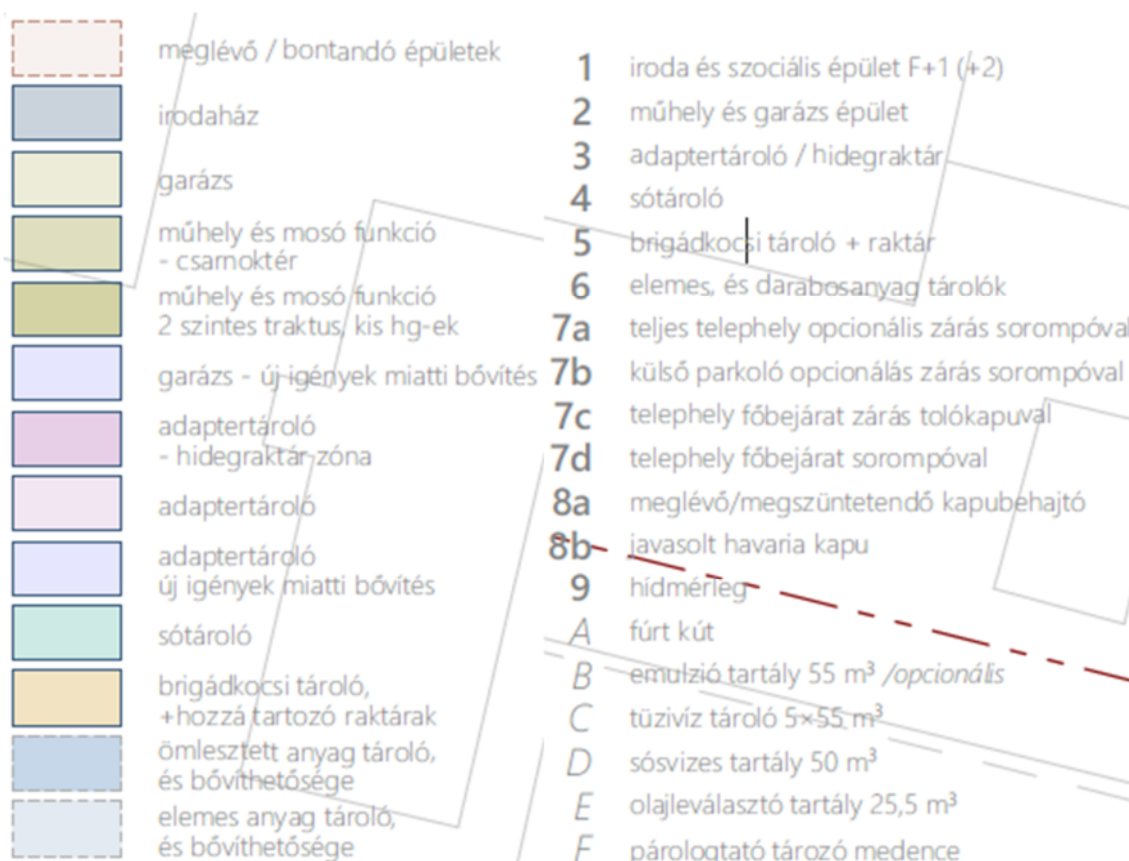 meglévő / bontandó épületek
irodaház
garázs
műhely és mosó funkció
- csarnoktér
műhely és mosó funkció
2 szintes traktus, kis hg-ek
garázs - új igények miatti bővítés
adaptertároló
- hidegraktár zóna
adaptertároló
adaptertároló
új igények miatti bővítés
sótároló
brigádkocsi tároló,
+hozzá tartozó raktárak
ömlesztett anyag tároló,
és bővíthetősége
elemes anyag tároló,
és bővíthetősége
1 iroda és szociális épület F+1 (+2)
2 műhely és garázs épület
3 adaptertároló / hidegraktár
4 sótároló
5 brigádkocsi tároló + raktár
6 elemes, és darabosanyag tárolók
7a teljes telephely opcionális zárás sorompóval
7b külső parkoló opcionálás zárás sorompóval
7c telephely főbejárat zárás tolókapuval
7d telephely főbejárat sorompóval
8a meglévő/megszüntetendő kapubehajtó
8b javasolt havaria kapu
9 hídmérleg
A fúrt kút
B emulzió tartály 55 m³ /opcionális
C tüzivíz tároló 5×55 m³
D sósvizes tartály 50 m³
E olajleválasztó tartály 25,5 m³
F párologtató tározó medence